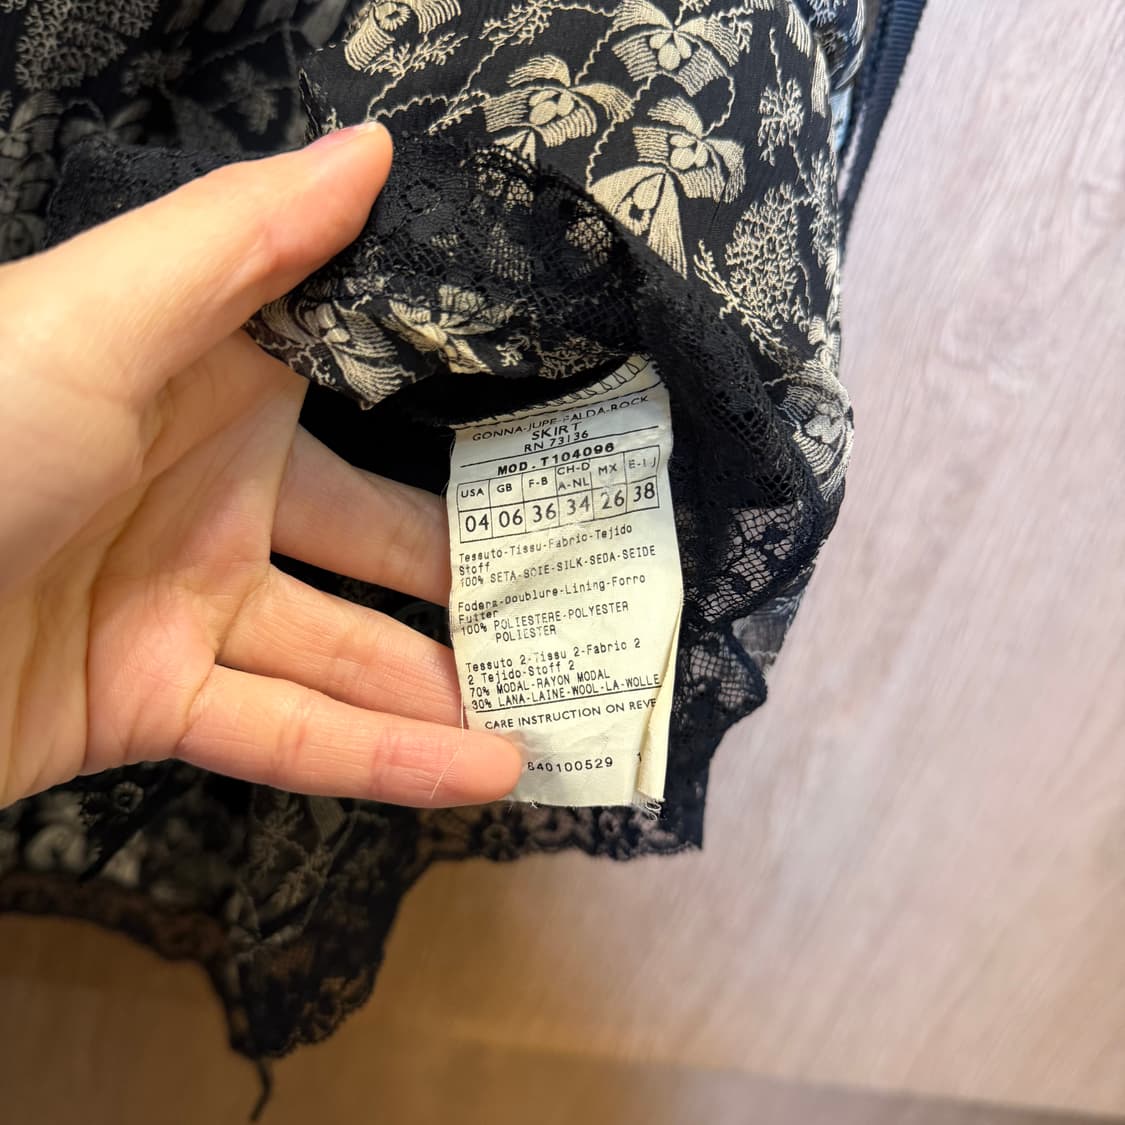 GONNA-JUPE-FALDA-ROCK
SKIRT
RN 73136
MOD. T104096
USA GB F-B CH-D A-NL MX E-I J
04 06 36 34 26 38
Tessuto-Tissu-Fabric-Tejido
Stoff
100% SETA-SOIE-SILK-SEDA-SEIDE
Fodera-Doublure-Lining-Forro
Futter
100% POLIESTERE-POLYESTER
POLIESTER
Tessuto 2-Tissu 2-Fabric 2
2 Tejido-Stoff 2
70% MODAL-RAYON MODAL
30% LANA-LAINE-WOOL-LA-WOLLE
CARE INSTRUCTION ON REVE
840100529 1